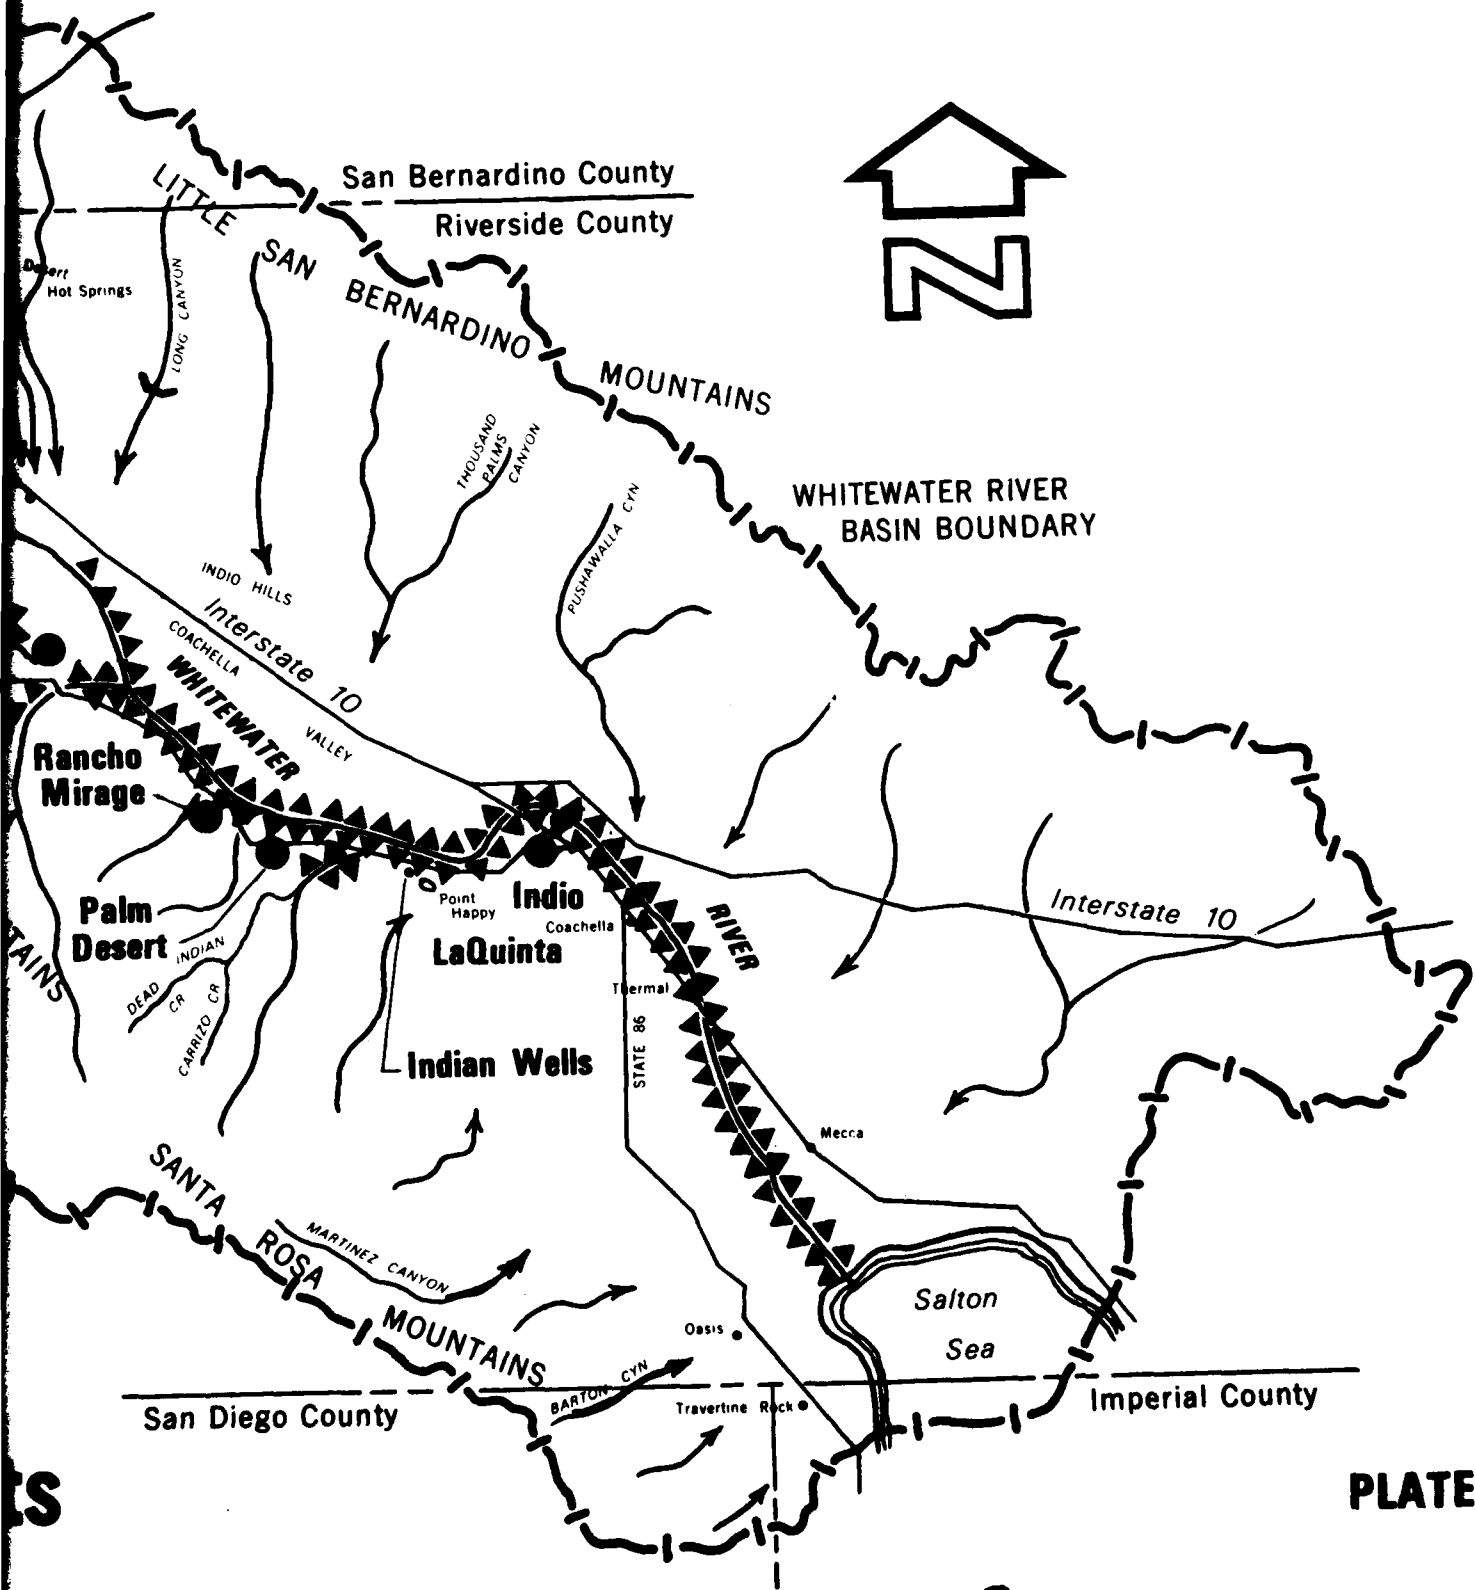 San Bernardino County
Riverside County
N
LITTLE SAN BERNARDINO MOUNTAINS
Desert
Hot Springs
LONG CANYON
THOUSAND
PALMS
CANYON
PUSHAWALLA CYN
WHITEWATER RIVER
BASIN BOUNDARY
INDIO HILLS
Interstate 10
COACHELLA VALLEY
WHITEWATER RIVER
Rancho
Mirage
Palm
Desert
Point
Happy
Indio
Coachella
LaQuinta
Interstate 10
TAINS
DEAD INDIAN
CR
CARRIZO CR
Thermal
STATE 86
Indian Wells
Mecca
SANTA ROSA MOUNTAINS
MARTINEZ CANYON
Salton
Sea
Oasis
BARTON CYN
Travertine Rock
San Diego County
Imperial County
S
PLATE